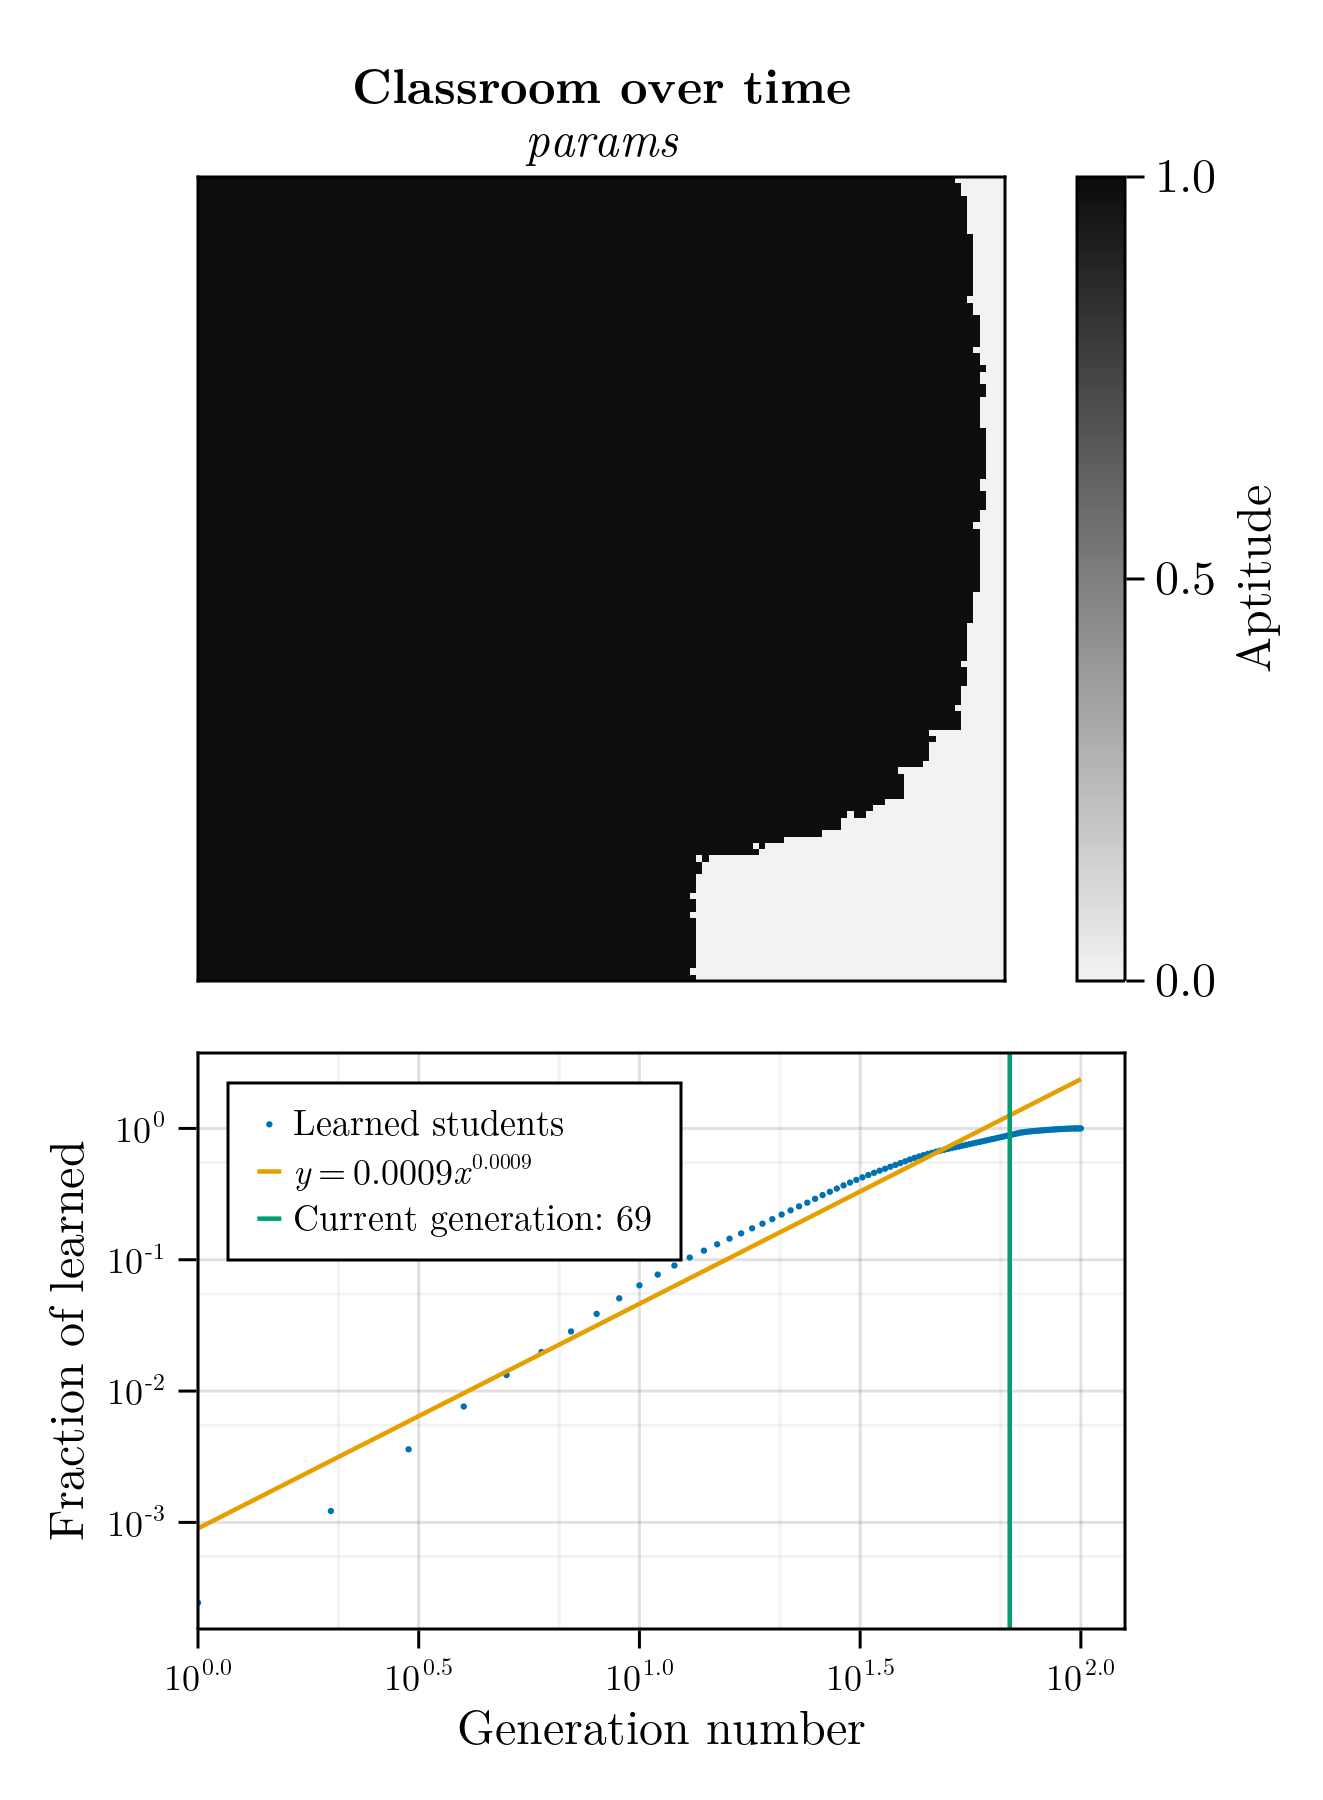 Classroom over time
params
1.0
0.5
0.0
Aptitude
Learned students
y = 0.0009x^0.0009
Current generation: 69
10^0
10^-1
10^-2
10^-3
Fraction of learned
10^0.0
10^0.5
10^1.0
10^1.5
10^2.0
Generation number